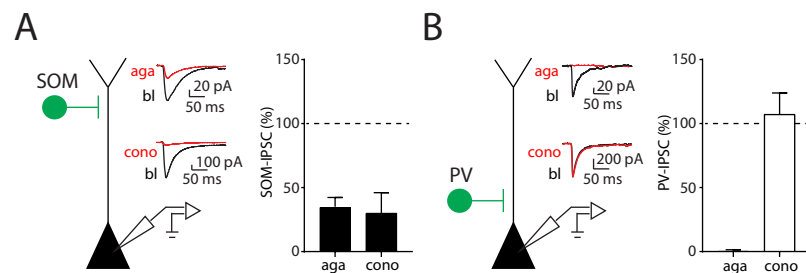 A
SOM
aga
bl
20 pA
50 ms
cono
bl
100 pA
50 ms
SOM-IPSC (%)
150
100
50
0
aga
cono
B
PV
aga
bl
20 pA
50 ms
cono
bl
200 pA
50 ms
PV-IPSC (%)
150
100
50
0
aga
cono